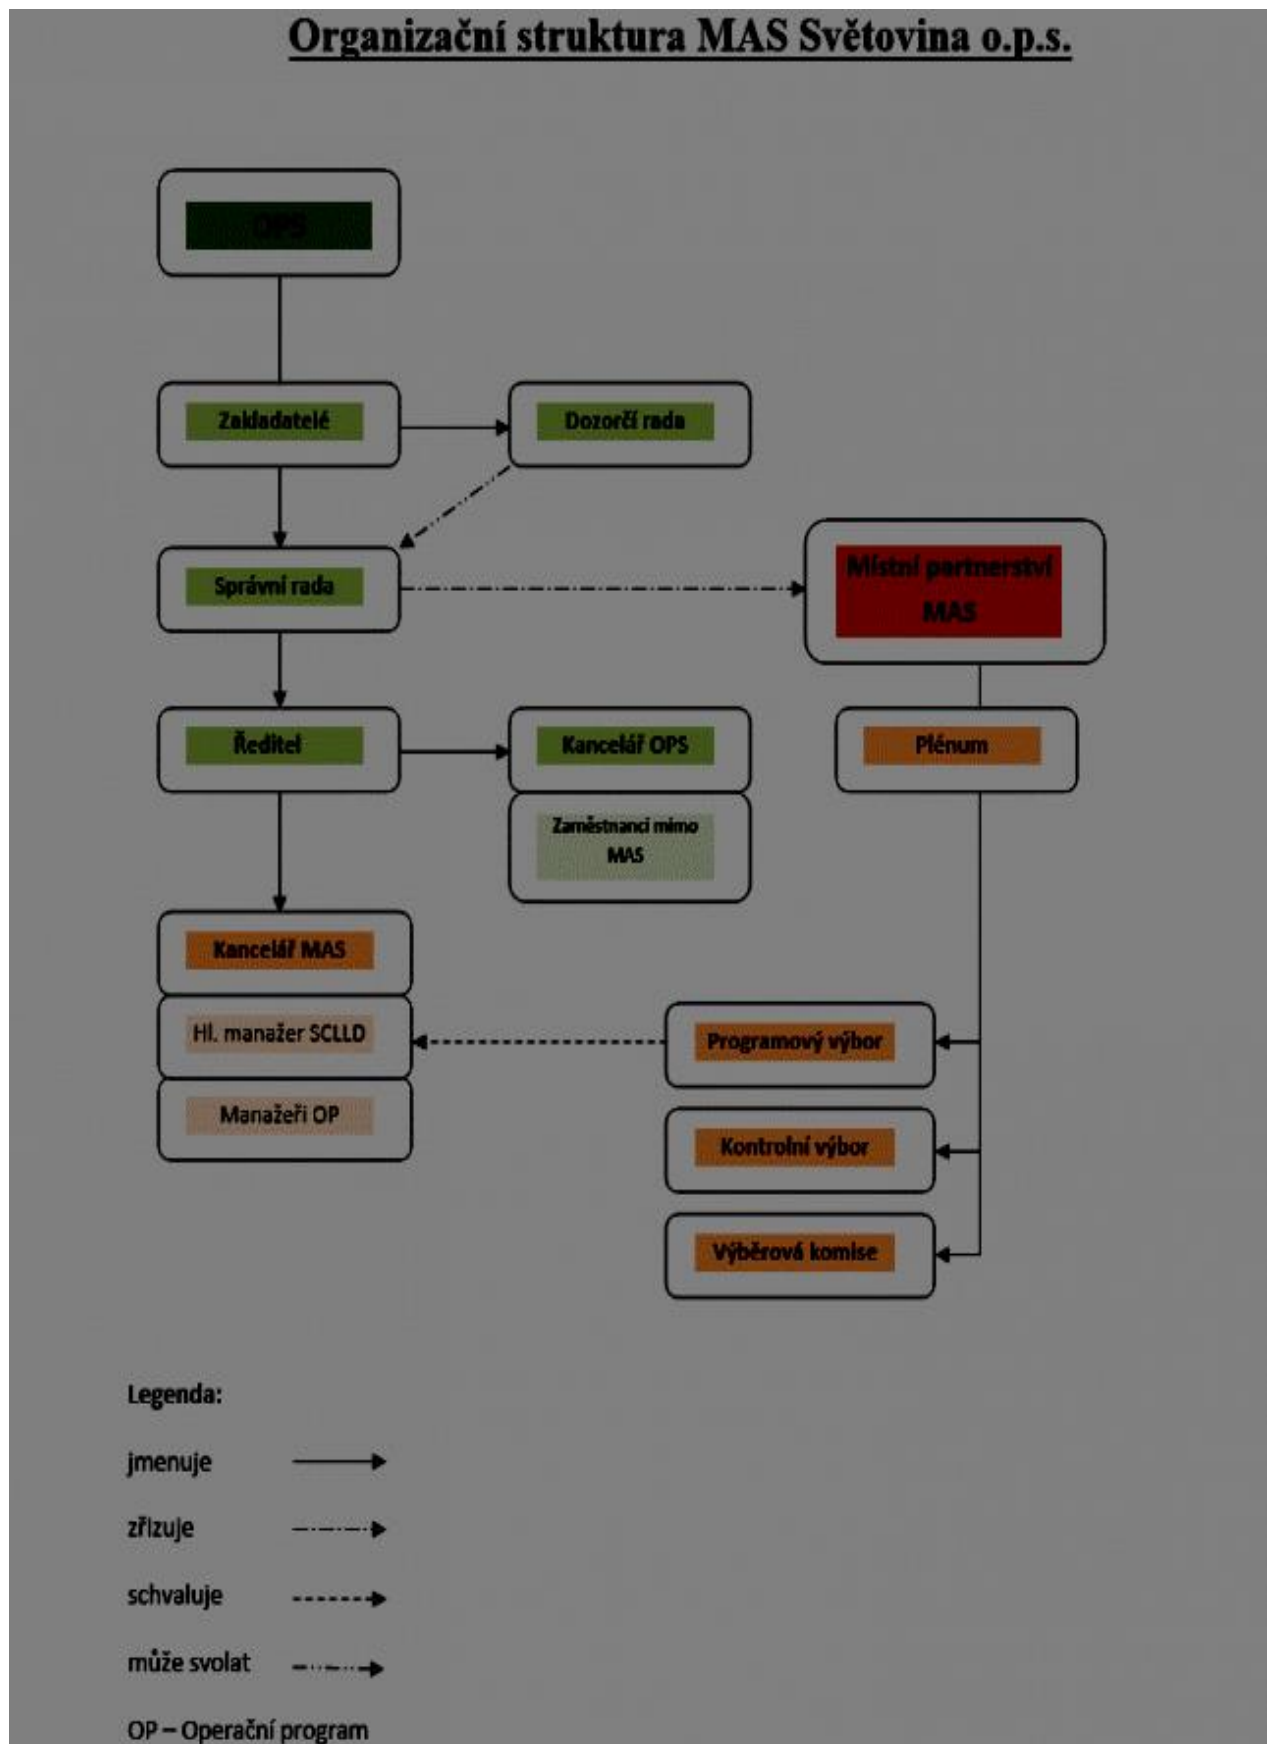 Organizační struktura MAS Světovina o.p.s.
OPS
Zakladatelé
Dozorčí rada
Správní rada
Místní partnerství
MAS
Ředitel
Kancelář OPS
Plénum
Zaměstnanci mimo
MAS
Kancelář MAS
Hl. manažer SCLLD
Programový výbor
Manažeři OP
Kontrolní výbor
Výběrová komise
Legenda:
jmenuje
zřizuje
schvaluje
může svolat
OP – Operační program